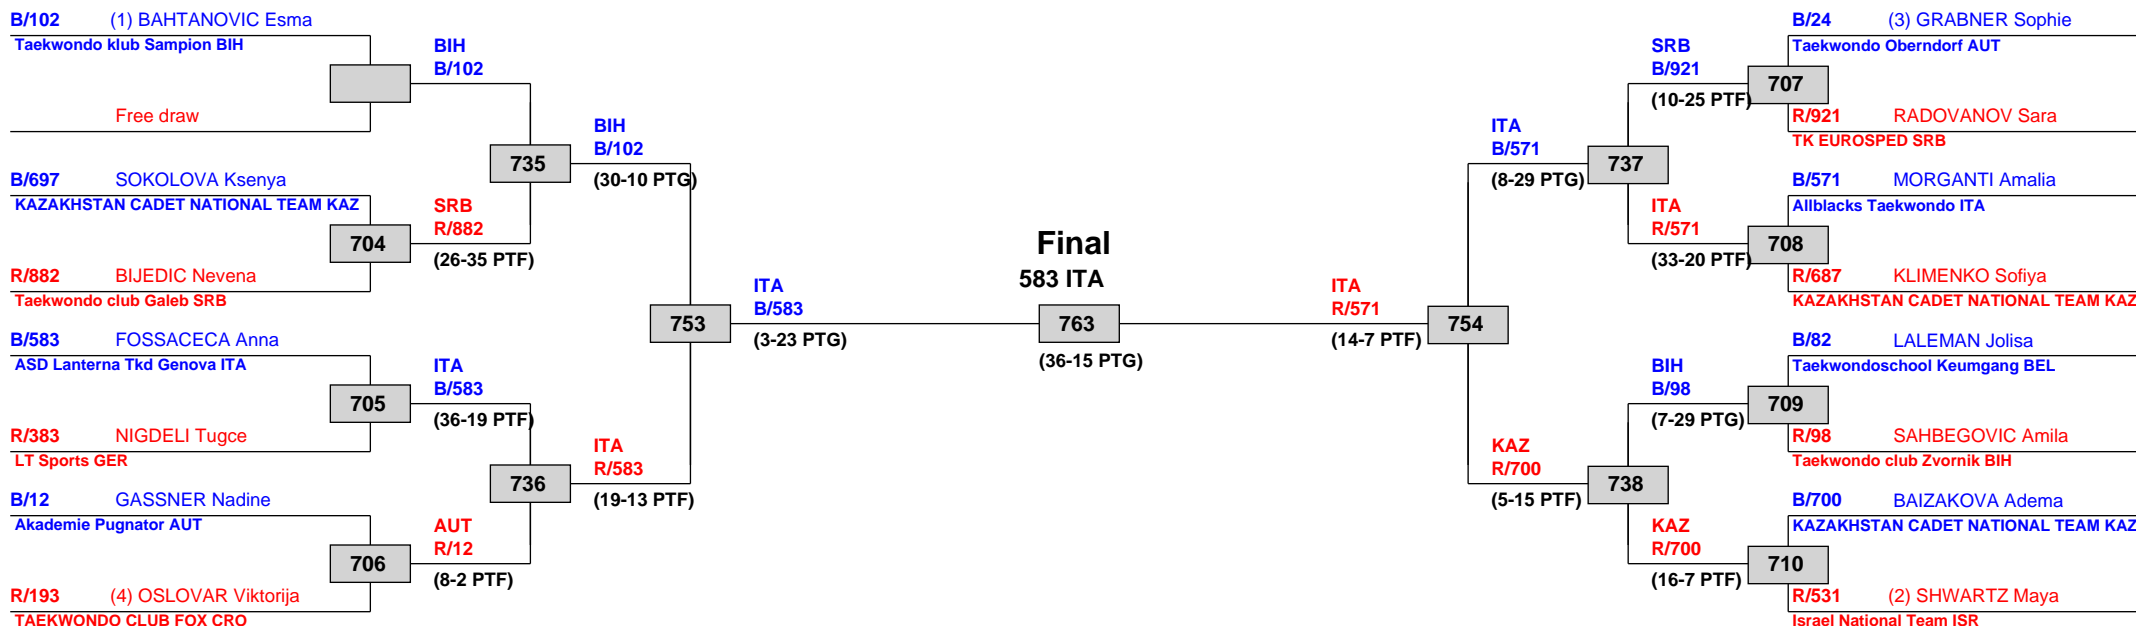 B/102 (1) BAHTANOVIC Esma
Taekwondo klub Sampion BIH
Free draw
BIH
B/102
B/697 SOKOLOVA Ksenya
KAZAKHSTAN CADET NATIONAL TEAM KAZ
704
R/882 BIJEDIC Nevena
Taekwondo club Galeb SRB
SRB
R/882
(26-35 PTF)
735
BIH
B/102
(30-10 PTG)
B/583 FOSSACECA Anna
ASD Lanterna Tkd Genova ITA
705
R/383 NIGDELI Tugce
LT Sports GER
ITA
B/583
(36-19 PTF)
B/12 GASSNER Nadine
Akademie Pugnator AUT
706
R/193 (4) OSLOVAR Viktorija
TAEKWONDO CLUB FOX CRO
AUT
R/12
(8-2 PTF)
736
ITA
R/583
(19-13 PTF)
753
ITA
B/583
(3-23 PTG)
Final
583 ITA
763
(36-15 PTG)
ITA
R/571
(14-7 PTF)
754
ITA
B/571
(8-29 PTG)
737
SRB
B/921
(10-25 PTF)
707
B/24 (3) GRABNER Sophie
Taekwondo Oberndorf AUT
R/921 RADOVANOV Sara
TK EUROSPED SRB
ITA
R/571
(33-20 PTF)
708
B/571 MORGANTI Amalia
Allblacks Taekwondo ITA
R/687 KLIMENKO Sofiya
KAZAKHSTAN CADET NATIONAL TEAM KAZ
KAZ
R/700
(5-15 PTF)
738
BIH
B/98
(7-29 PTG)
709
B/82 LALEMAN Jolisa
Taekwondoschool Keumgang BEL
R/98 SAHBEGOVIC Amila
Taekwondo club Zvornik BIH
KAZ
R/700
(16-7 PTF)
710
B/700 BAIZAKOVA Adema
KAZAKHSTAN CADET NATIONAL TEAM KAZ
R/531 (2) SHWARTZ Maya
Israel National Team ISR